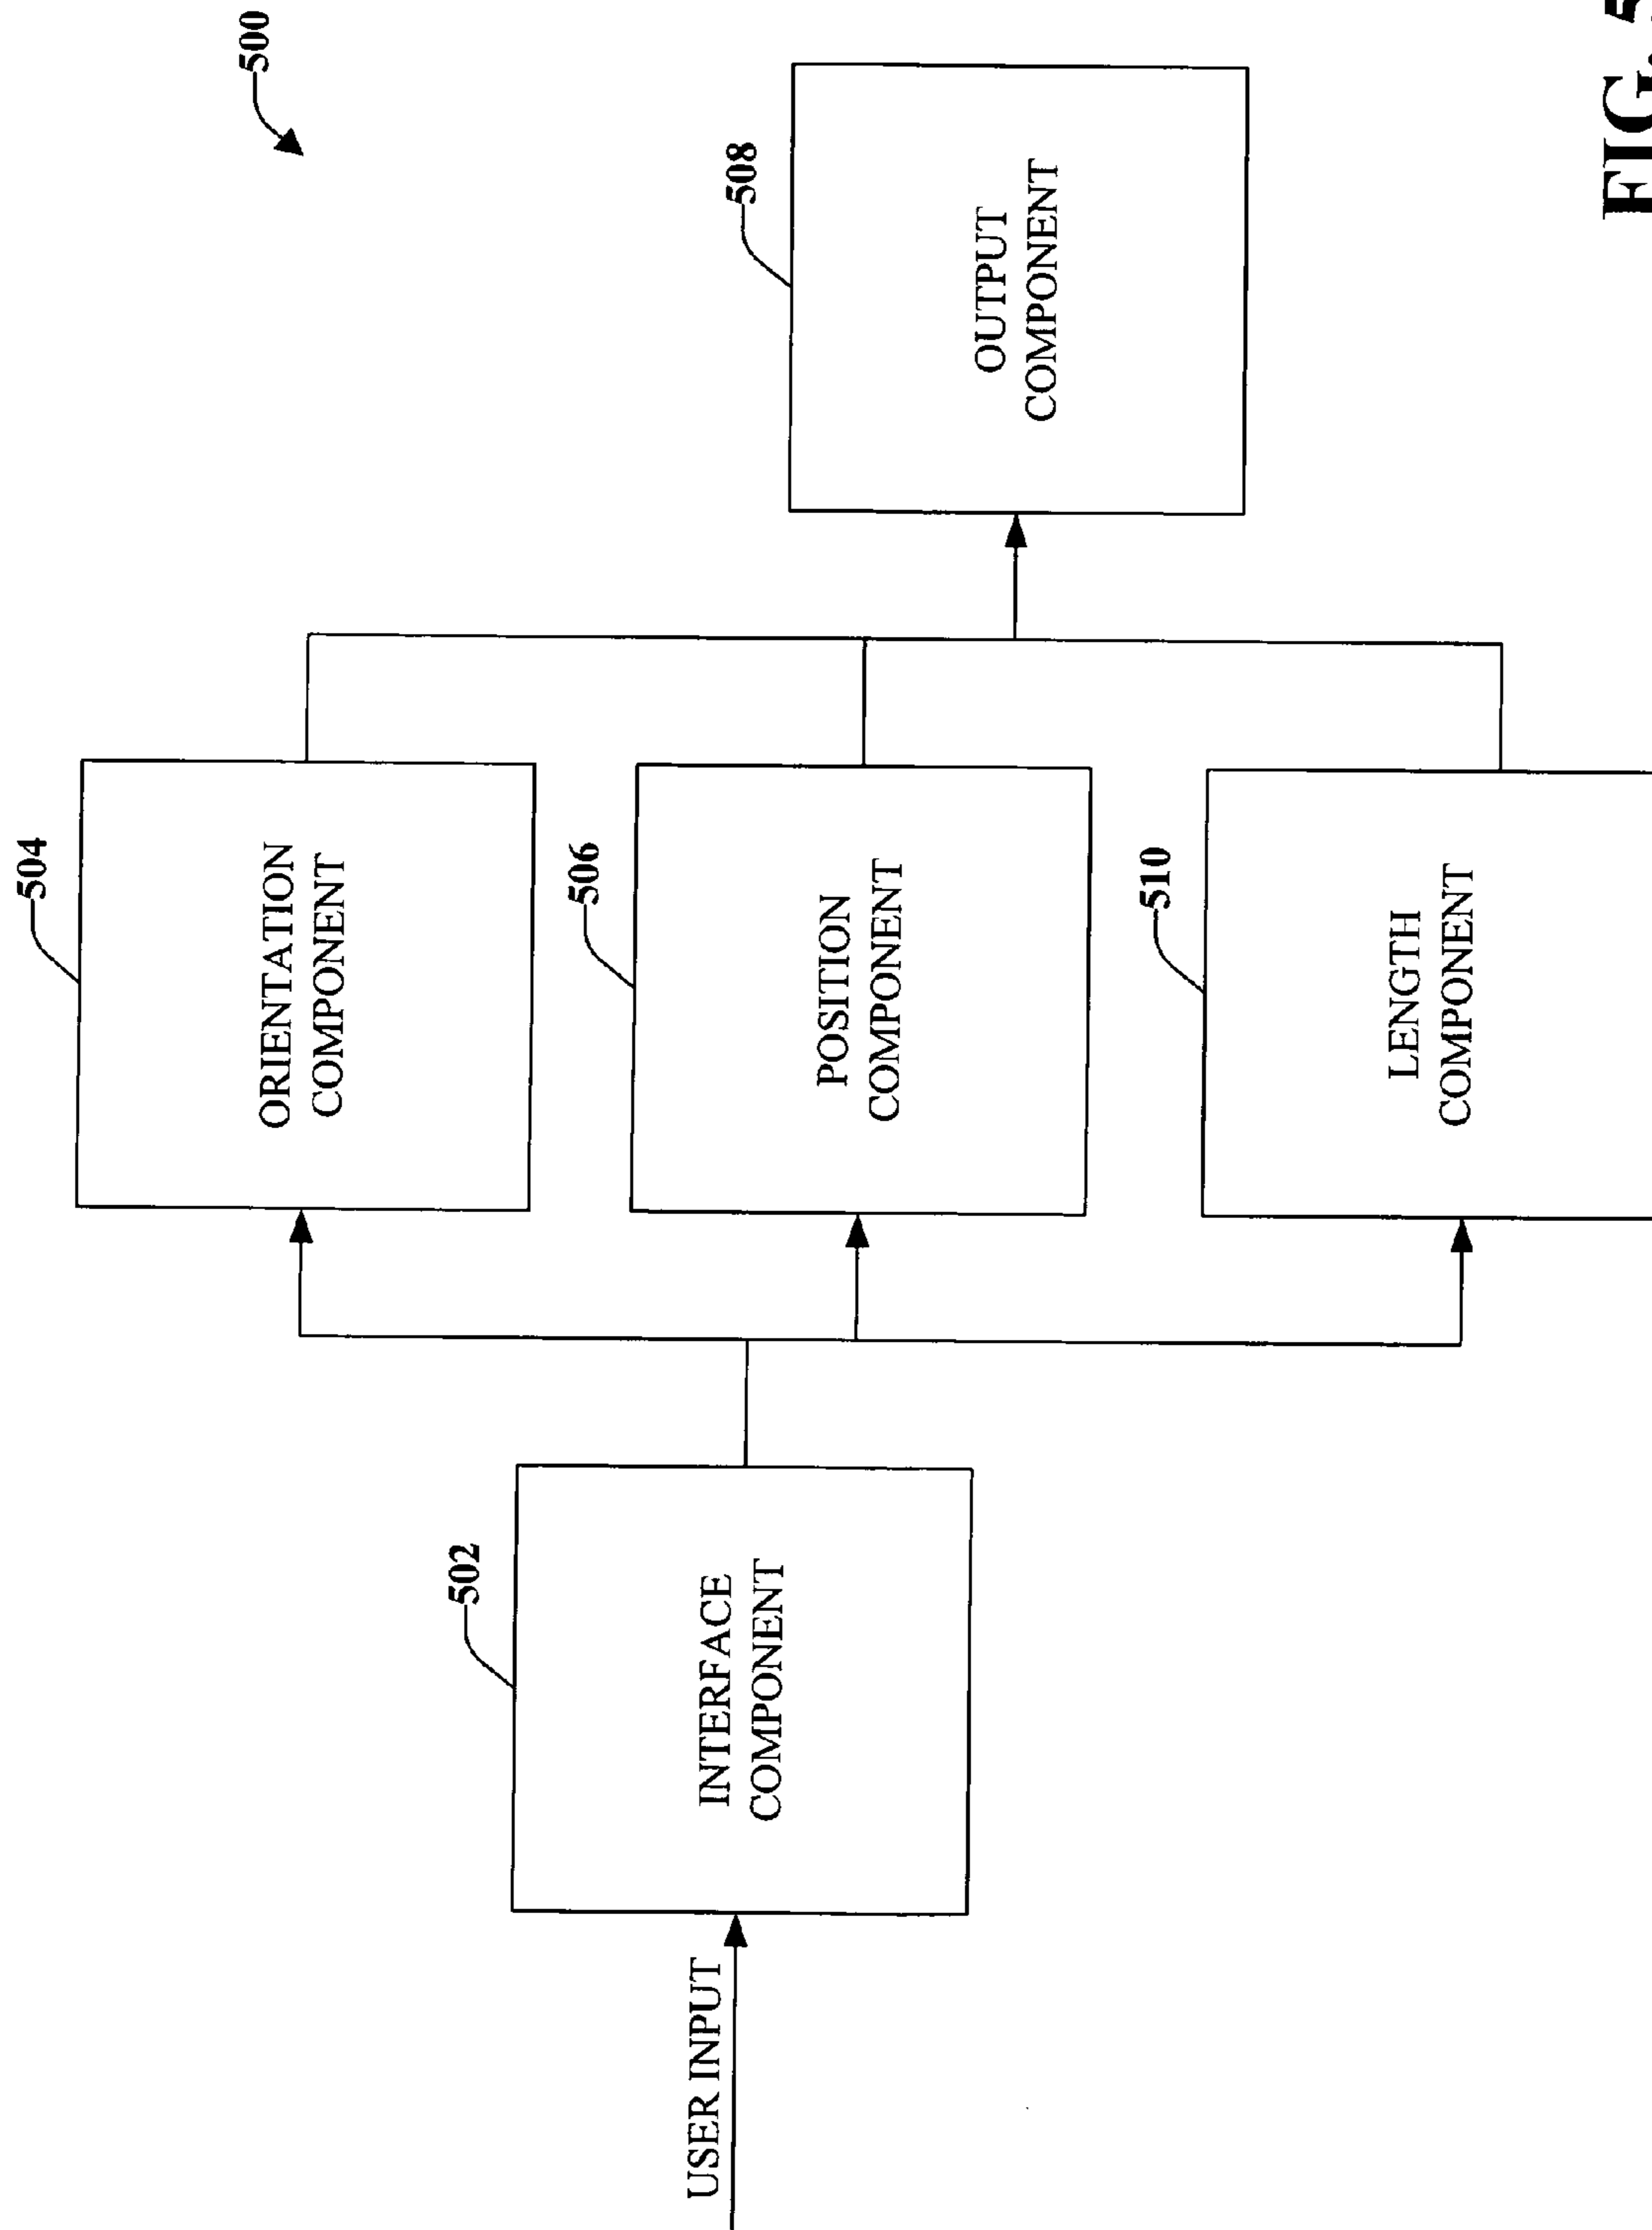 500
504
ORIENTATION
COMPONENT
502
INTERFACE
COMPONENT
USER INPUT
506
POSITION
COMPONENT
508
OUTPUT
COMPONENT
510
LENGTH
COMPONENT
FIG. 5